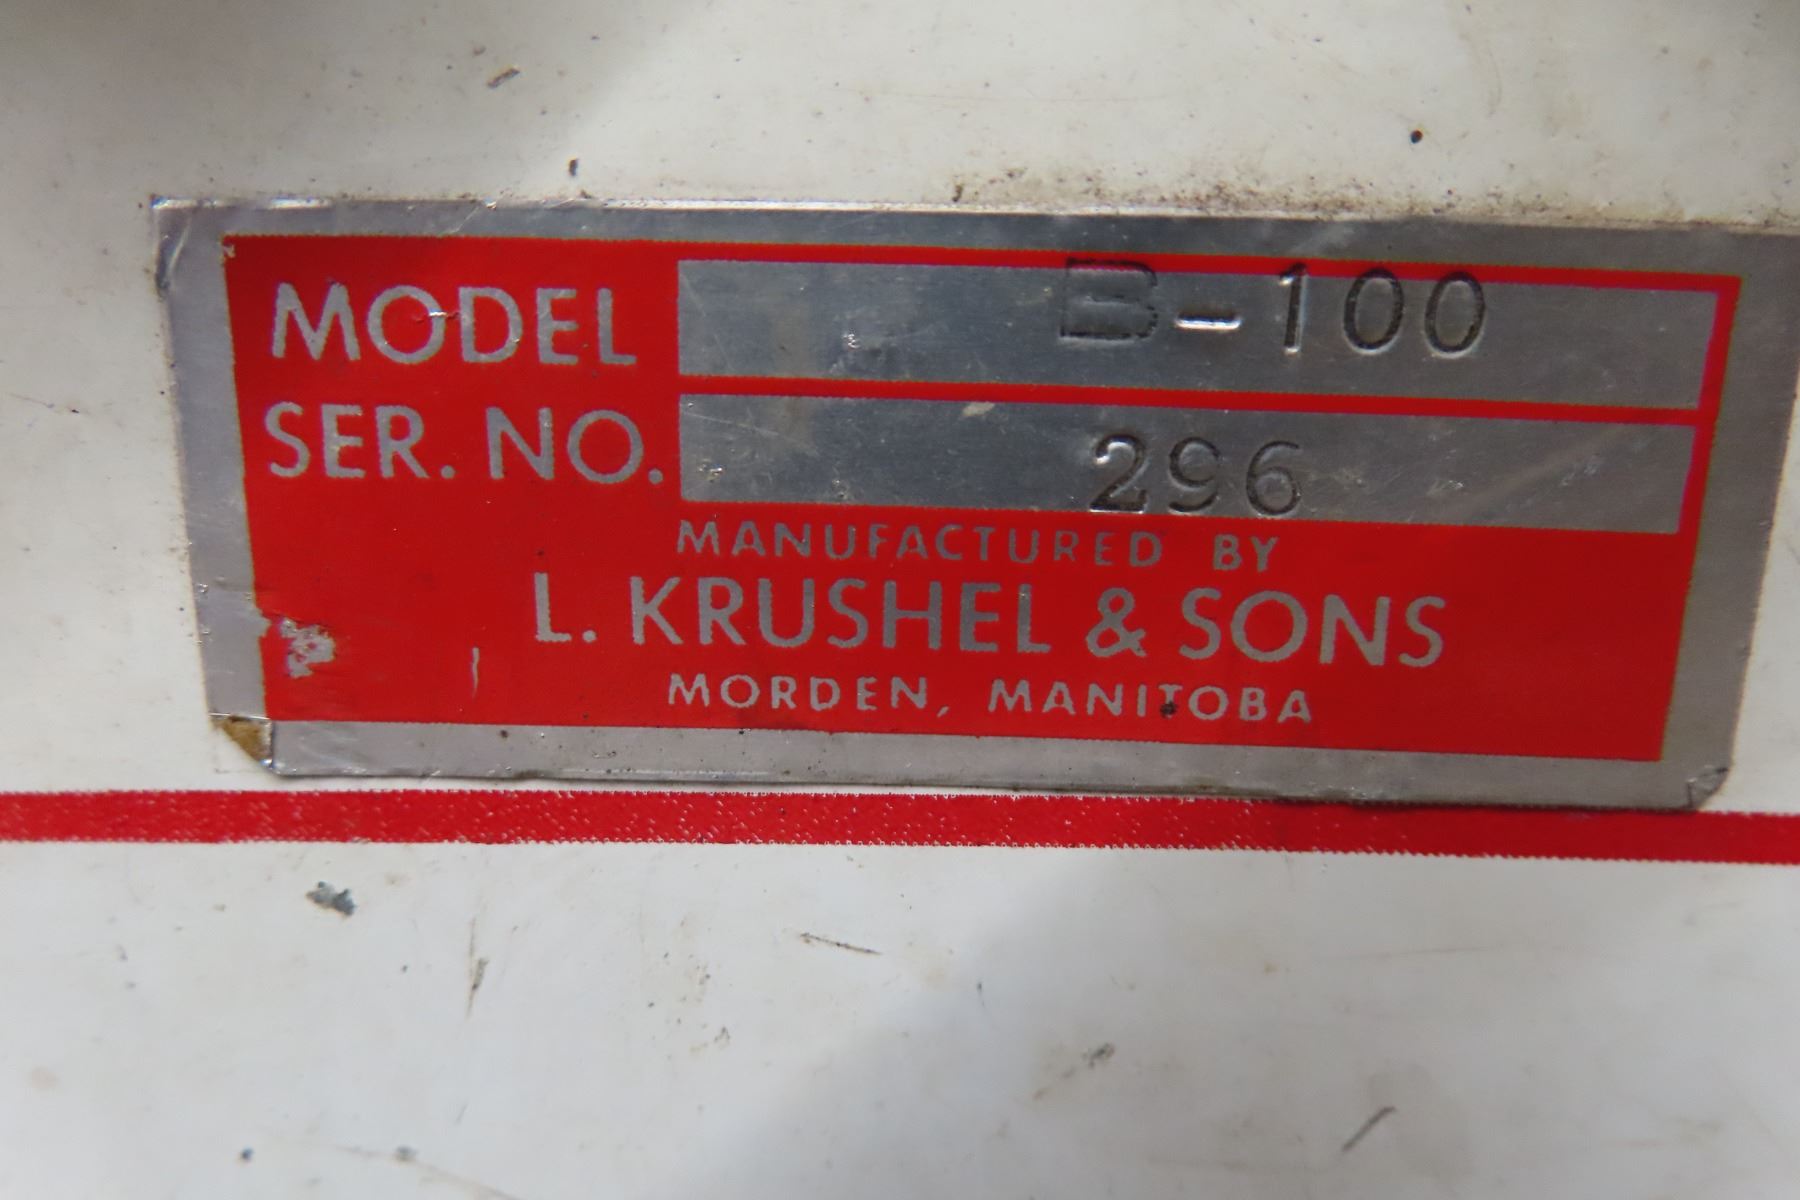 MODEL B-100
SER. NO. 296
MANUFACTURED BY
L. KRUSHEL & SONS
MORDEN, MANITOBA